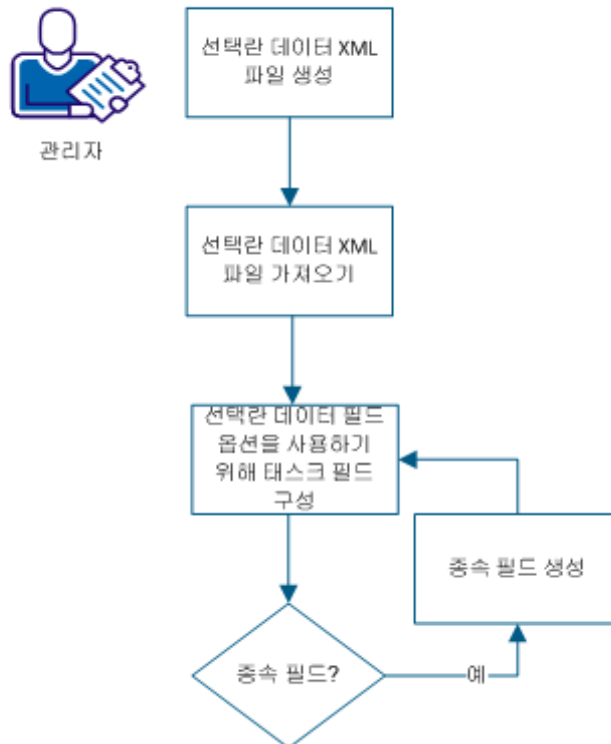 선택란 데이터 XML
파일 생성
관리자
선택란 데이터 XML
파일 가져오기
선택란 데이터 필드
옵션을 사용하기
위해 태스크 필드
구성
종속 필드 생성
종속 필드?
예